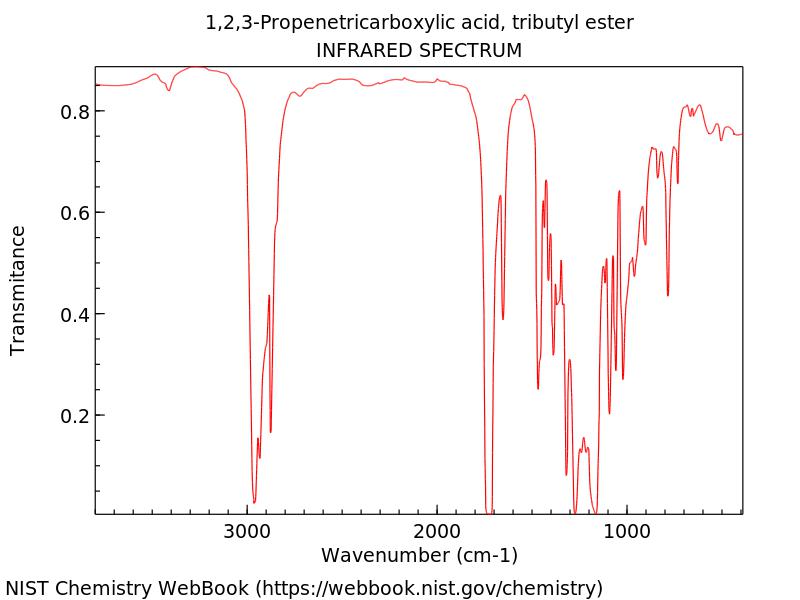 1,2,3-Propenetricarboxylic acid, tributyl ester
INFRARED SPECTRUM
0.8
0.6
0.4
0.2
Transmitance
3000 2000 1000
Wavenumber (cm-1)
NIST Chemistry WebBook (https://webbook.nist.gov/chemistry)